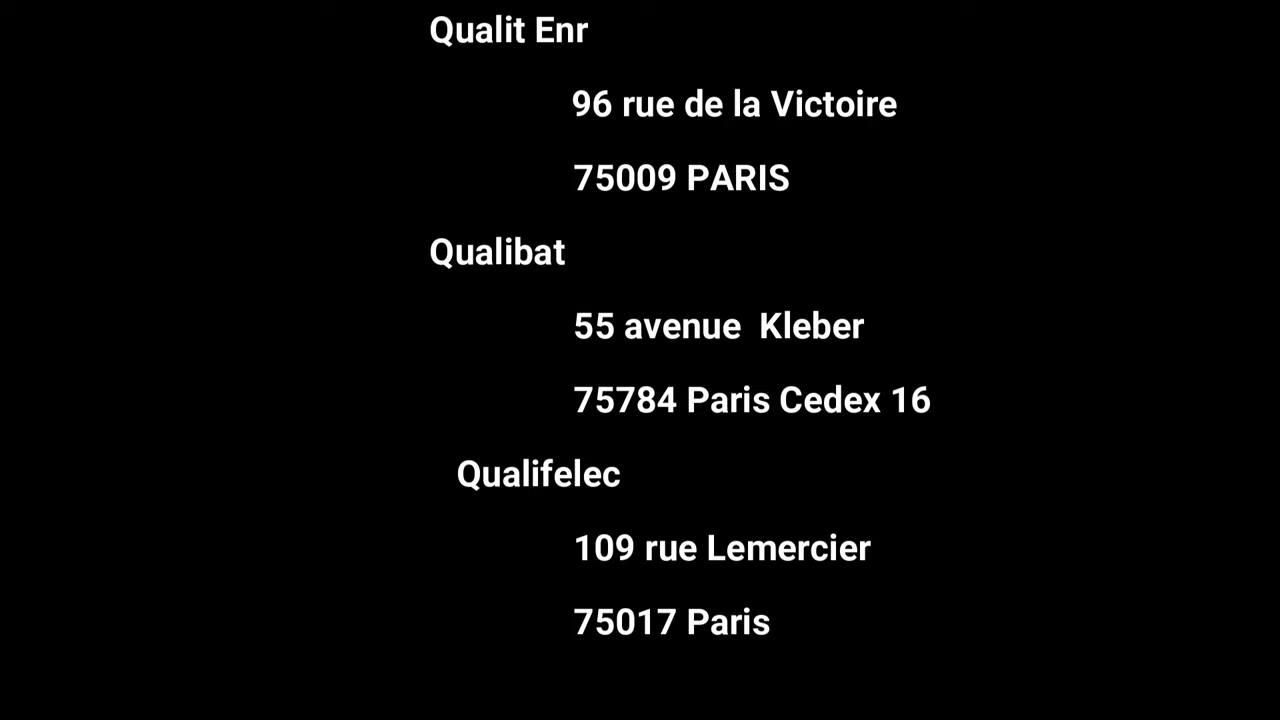 Qualit Enr
96 rue de la Victoire
75009 PARIS
Qualibat
55 avenue  Kleber
75784 Paris Cedex 16
Qualifelec
109 rue Lemercier
75017 Paris